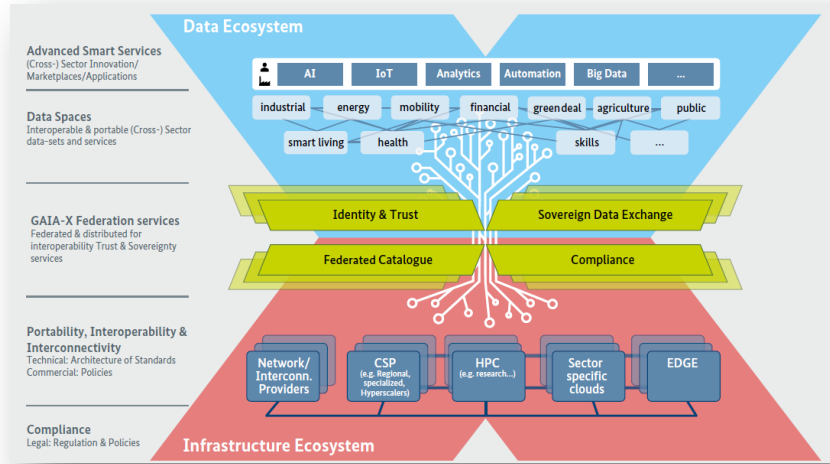 Data Ecosystem
Advanced Smart Services
(Cross-) Sector Innovation/
Marketplaces/Applications
AI
IoT
Analytics
Automation
Big Data
...
Data Spaces
Interoperable & portable (Cross-) Sector
data-sets and services
industrial
energy
mobility
financial
greendeal
agriculture
public
smart living
health
skills
...
GAIA-X Federation services
Federated & distributed for
interoperability Trust & Sovereignty
services
Identity & Trust
Sovereign Data Exchange
Federated Catalogue
Compliance
Portability, Interoperability &
Interconnectivity
Technical: Architecture of Standards
Commercial: Policies
Network/
Interconn.
Providers
CSP
(e.g. Regional,
specialized,
Hyperscalers)
HPC
(e.g. research...)
Sector
specific
clouds
EDGE
Compliance
Legal: Regulation & Policies
Infrastructure Ecosystem